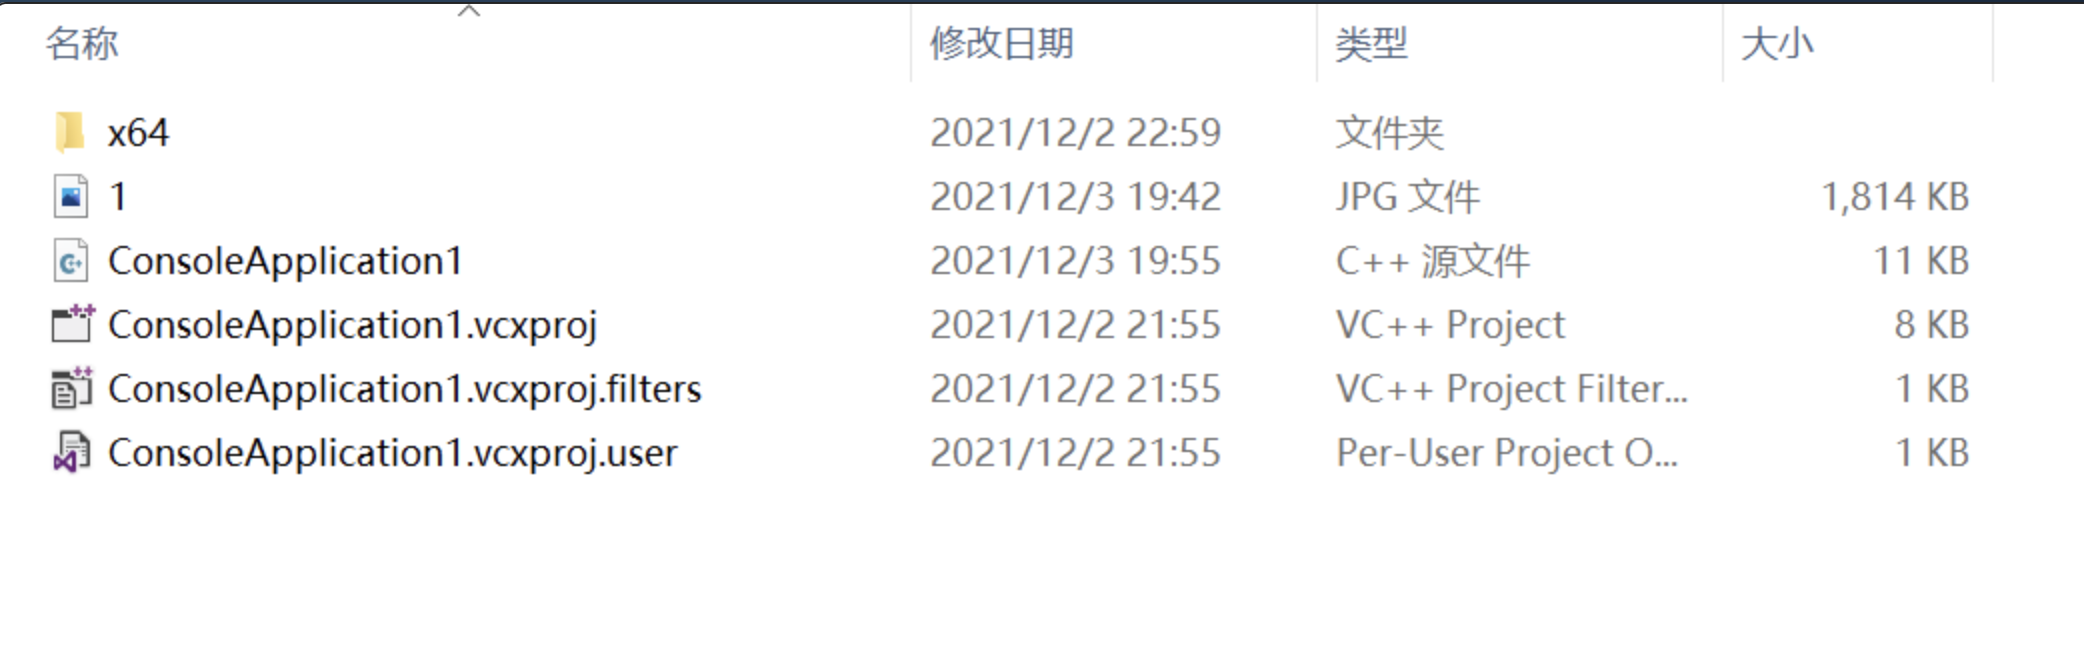 名称 修改日期 类型 大小
x64 2021/12/2 22:59 文件夹
1 2021/12/3 19:42 JPG 文件 1,814 KB
ConsoleApplication1 2021/12/3 19:55 C++ 源文件 11 KB
ConsoleApplication1.vcxproj 2021/12/2 21:55 VC++ Project 8 KB
ConsoleApplication1.vcxproj.filters 2021/12/2 21:55 VC++ Project Filter... 1 KB
ConsoleApplication1.vcxproj.user 2021/12/2 21:55 Per-User Project O... 1 KB